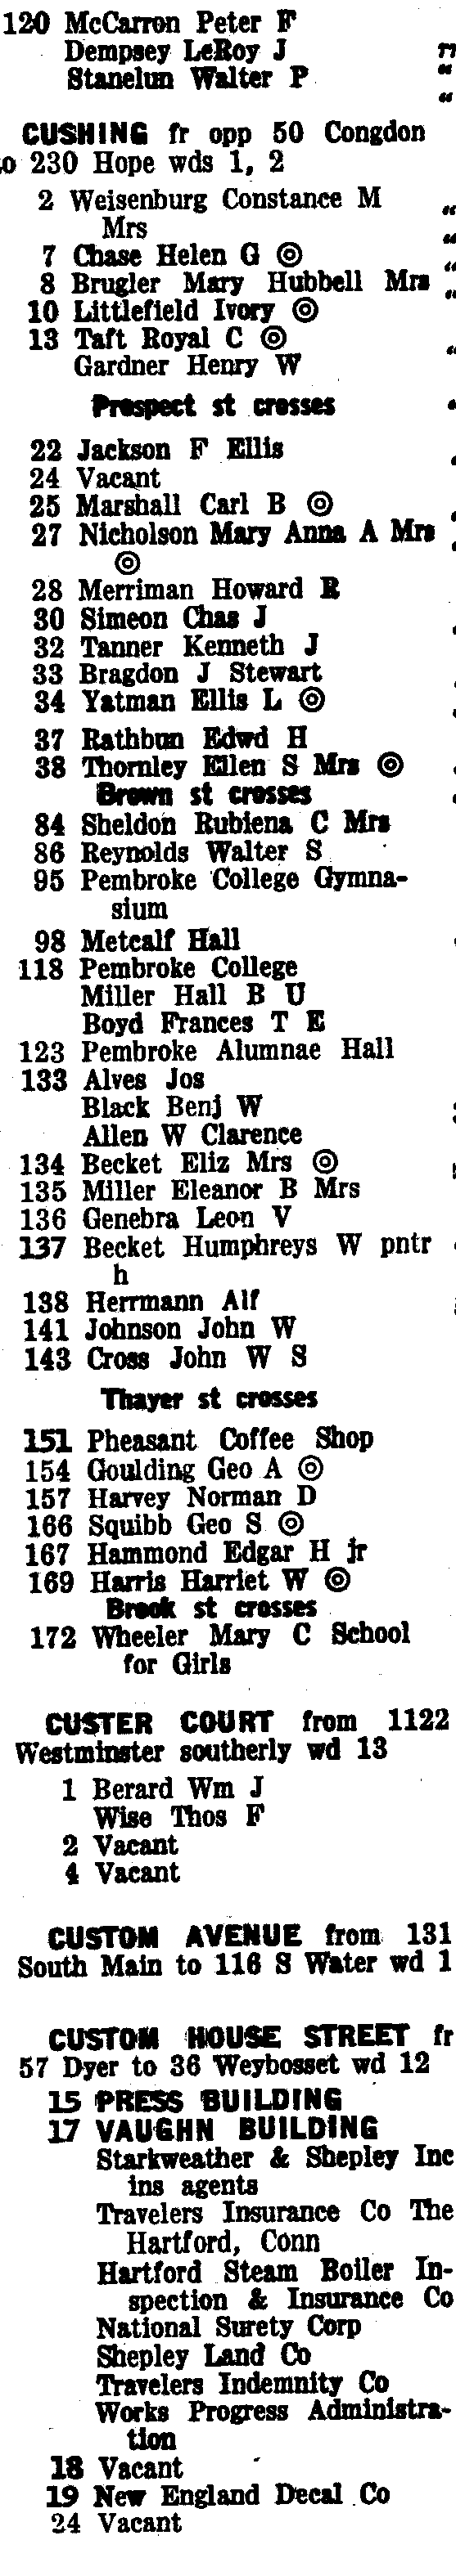 120 McCarron Peter F
Dempsey LeRoy J
Stanelun Walter P
CUSHING fr opp 50 Congdon
to 230 Hope wds 1, 2
2 Weisenburg Constance M
Mrs
7 Chase Helen G ◎
8 Brugler Mary Hubbell Mrs
10 Littlefield Ivory ◎
13 Taft Royal C ◎
Gardner Henry W
Prospect st crosses
22 Jackson F Ellis
24 Vacant
25 Marshall Carl B ◎
27 Nicholson Mary Anna A Mrs
◎
28 Merriman Howard R
30 Simeon Chas J
32 Tanner Kenneth J
33 Bragdon J Stewart
34 Yatman Ellis L ◎
37 Rathbun Edwd H
38 Thornley Ellen S Mrs ◎
Brown st crosses
84 Sheldon Rubiena C Mrs
86 Reynolds Walter S
95 Pembroke College Gymna-
sium
98 Metcalf Hall
118 Pembroke College
Miller Hall B U
Boyd Frances T E
123 Pembroke Alumnae Hall
133 Alves Jos
Black Benj W
Allen W Clarence
134 Becket Eliz Mrs ◎
135 Miller Eleanor B Mrs
136 Genebra Leon V
137 Becket Humphreys W pntr
h
138 Herrmann Alf
141 Johnson John W
143 Cross John W S
Thayer st crosses
151 Pheasant Coffee Shop
154 Goulding Geo A ◎
157 Harvey Norman D
166 Squibb Geo S ◎
167 Hammond Edgar H jr
169 Harris Harriet W ◎
Brook st crosses
172 Wheeler Mary C School
for Girls
CUSTER COURT from 1122
Westminster southerly wd 13
1 Berard Wm J
Wise Thos F
2 Vacant
4 Vacant
CUSTOM AVENUE from 131
South Main to 116 S Water wd 1
CUSTOM HOUSE STREET fr
57 Dyer to 36 Weybosset wd 12
15 PRESS BUILDING
17 VAUGHN BUILDING
Starkweather & Shepley Inc
ins agents
Travelers Insurance Co The
Hartford, Conn
Hartford Steam Boiler In-
spection & Insurance Co
National Surety Corp
Shepley Land Co
Travelers Indemnity Co
Works Progress Administra-
tion
18 Vacant
19 New England Decal Co
24 Vacant